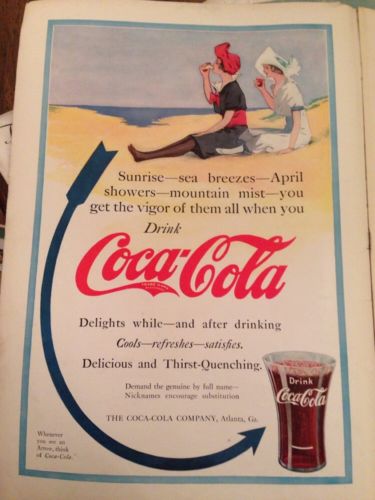 Sunrise—sea breezes—April
showers—mountain mist—you
get the vigor of them all when you
Drink
Coca-Cola
TRADE MARK
Delights while—and after drinking
Cools—refreshes—satisfies.
Delicious and Thirst-Quenching.
Demand the genuine by full name—
Nicknames encourage substitution
THE COCA-COLA COMPANY, Atlanta, Ga.
Whenever
you see an
Arrow, think
of Coca-Cola.
Drink
Coca-Cola